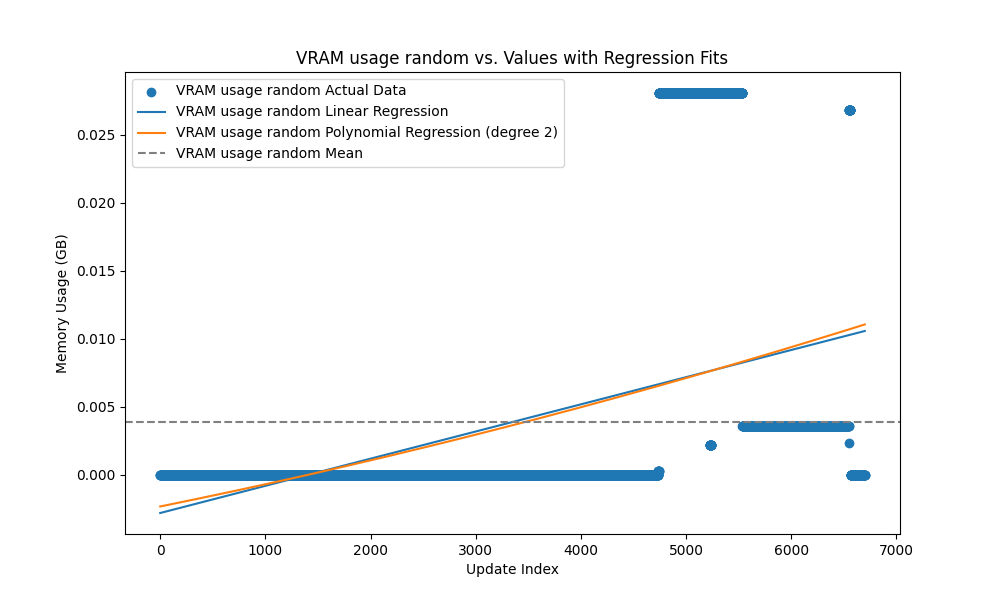 VRAM usage random vs. Values with Regression Fits
VRAM usage random Actual Data
VRAM usage random Linear Regression
VRAM usage random Polynomial Regression (degree 2)
VRAM usage random Mean
Memory Usage (GB)
0.025
0.020
0.015
0.010
0.005
0.000
0 1000 2000 3000 4000 5000 6000 7000
Update Index